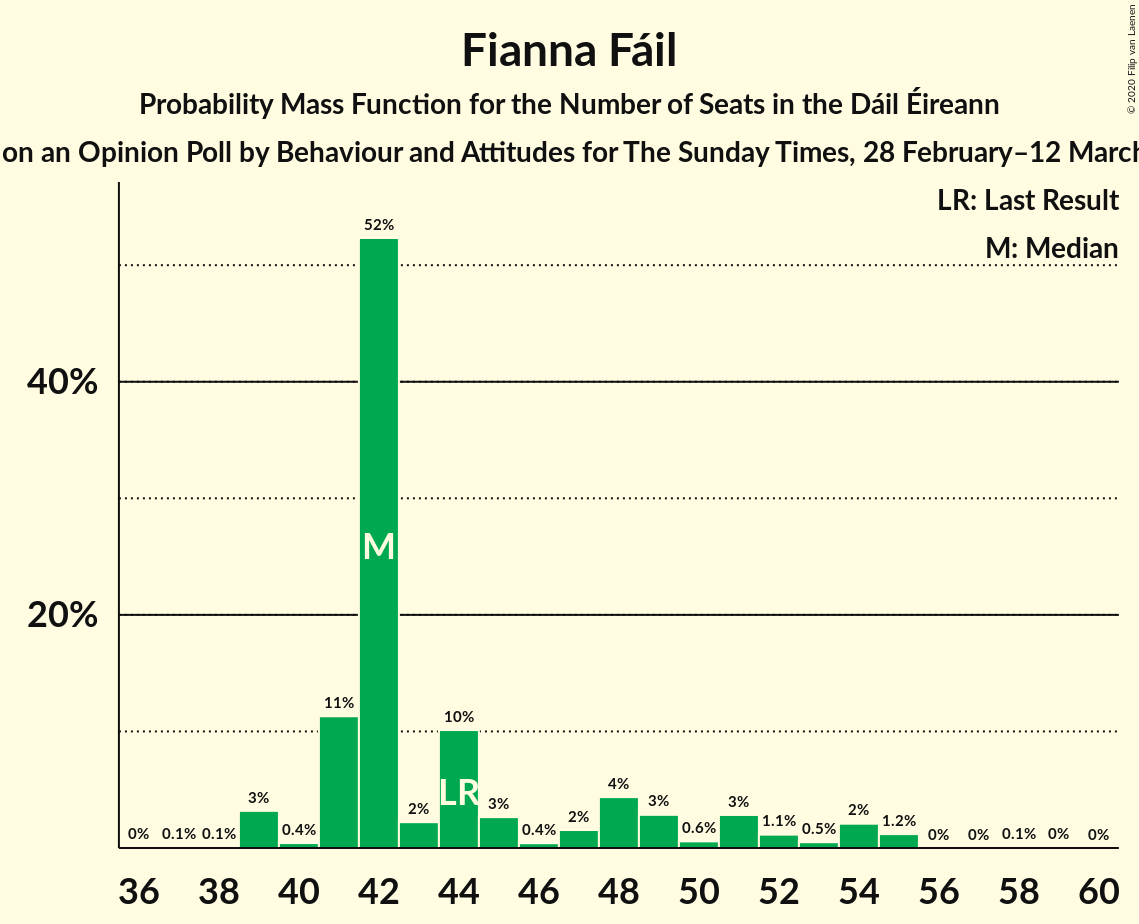 Fianna Fáil
Probability Mass Function for the Number of Seats in the Dáil Éireann
on an Opinion Poll by Behaviour and Attitudes for The Sunday Times, 28 February–12 March
© 2020 Filip van Laenen
LR: Last Result
M: Median
40%
20%
0% 0.1% 0.1% 3% 0.4% 11% 52% 2% 10% 3% 0.4% 2% 4% 3% 0.6% 3% 1.1% 0.5% 2% 1.2% 0% 0% 0.1% 0% 0%
M
LR
36 38 40 42 44 46 48 50 52 54 56 58 60